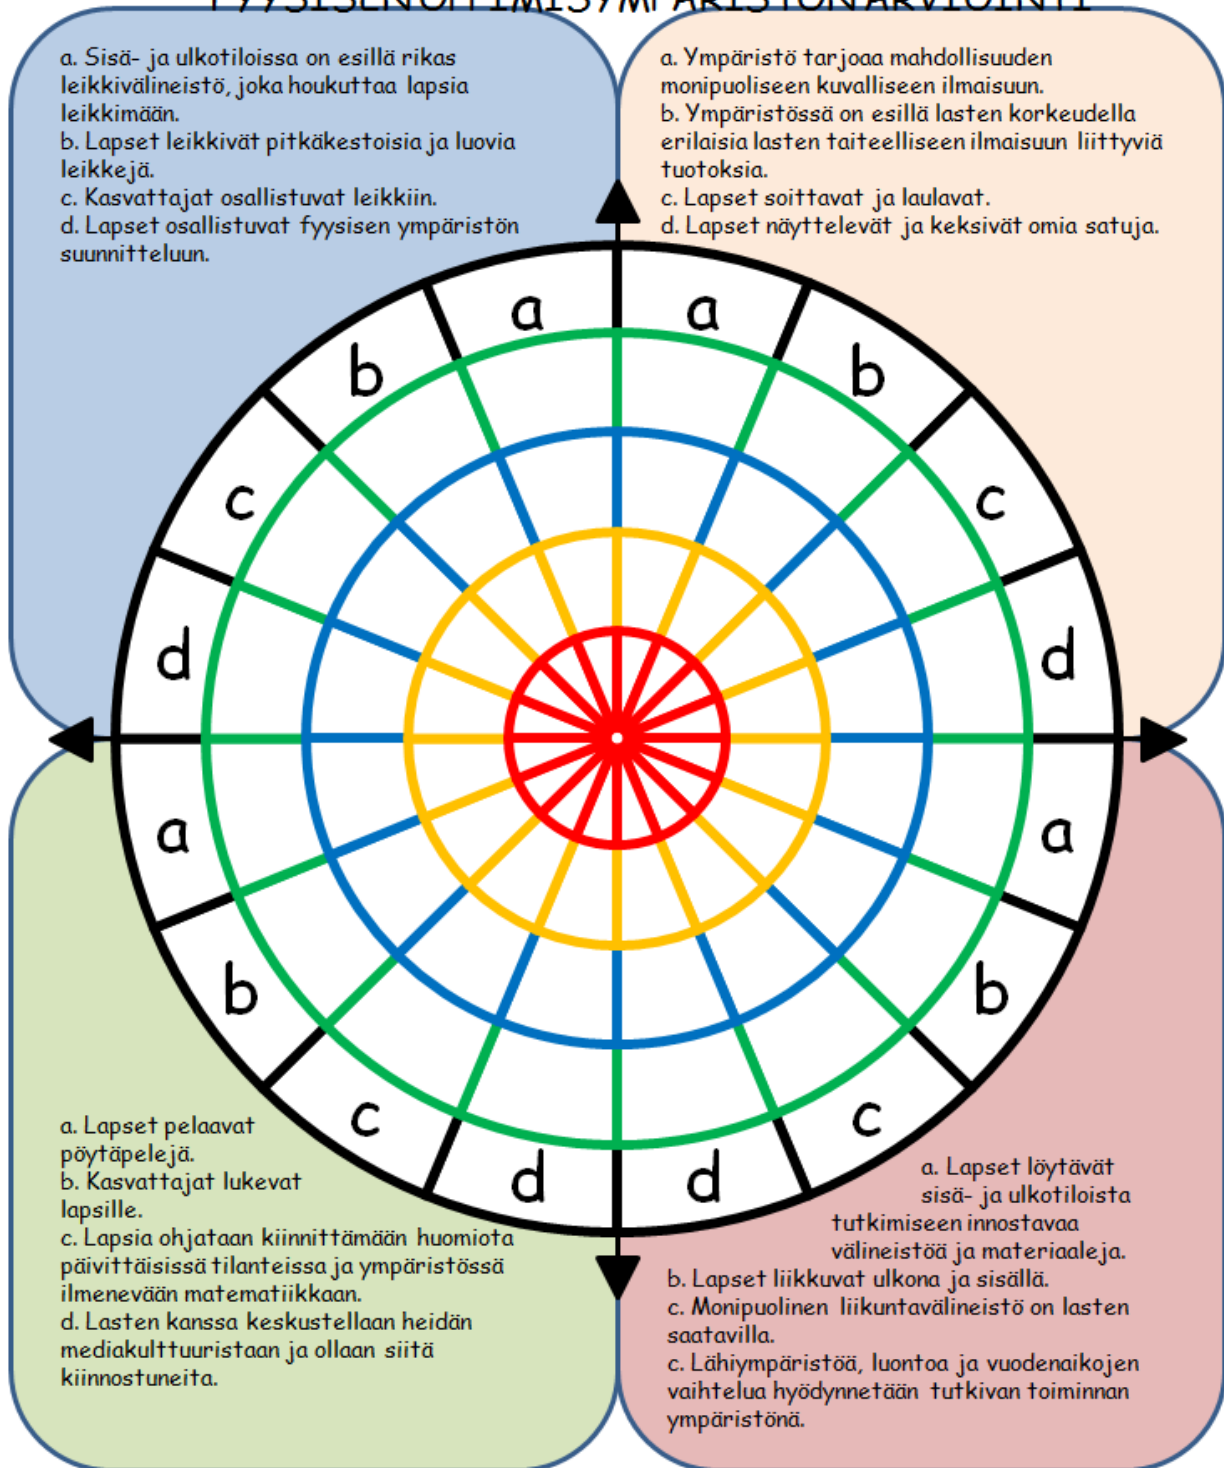 FYYSISEN OPPIMISYMPÄRISTÖN ARVIOINTI
a. Sisä- ja ulkotiloissa on esillä rikas
leikkivälineistö, joka houkuttaa lapsia
leikkimään.
b. Lapset leikkivät pitkäkestoisia ja luovia
leikkejä.
c. Kasvattajat osallistuvat leikkiin.
d. Lapset osallistuvat fyysisen ympäristön
suunnitteluun.
a. Ympäristö tarjoaa mahdollisuuden
monipuoliseen kuvalliseen ilmaisuun.
b. Ympäristössä on esillä lasten korkeudella
erilaisia lasten taiteelliseen ilmaisuun liittyviä
tuotoksia.
c. Lapset soittavat ja laulavat.
d. Lapset näyttelevät ja keksivät omia satuja.
a
b
c
d
a
b
c
d
a
b
c
d
a
b
c
d
a. Lapset pelaavat
pöytäpelejä.
b. Kasvattajat lukevat
lapsille.
c. Lapsia ohjataan kiinnittämään huomiota
päivittäisissä tilanteissa ja ympäristössä
ilmenevään matematiikkaan.
d. Lasten kanssa keskustellaan heidän
mediakulttuuristaan ja ollaan siitä
kiinnostuneita.
a. Lapset löytävät
sisä- ja ulkotiloista
tutkimiseen innostavaa
välineistöä ja materiaaleja.
b. Lapset liikkuvat ulkona ja sisällä.
c. Monipuolinen liikuntavälineistö on lasten
saatavilla.
c. Lähiympäristöä, luontoa ja vuodenaikojen
vaihtelua hyödynnetään tutkivan toiminnan
ympäristönä.